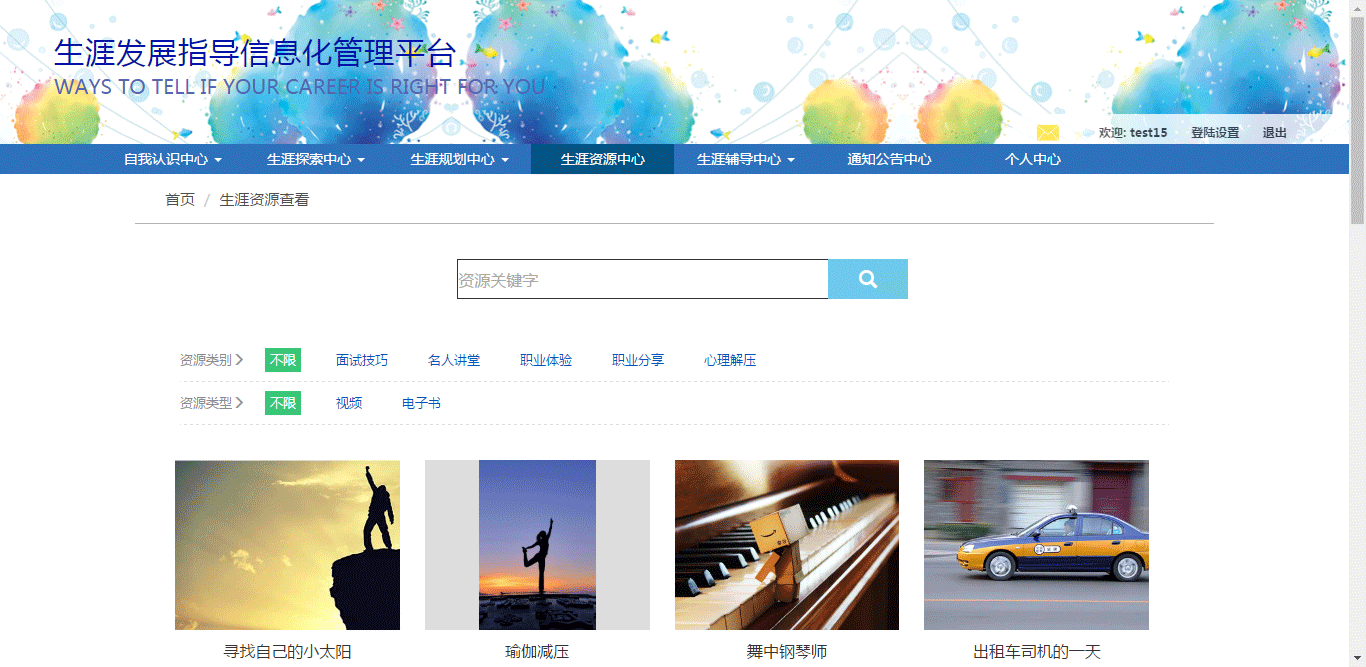 生涯发展指导信息化管理平台
WAYS TO TELL IF YOUR CAREER IS RIGHT FOR YOU
欢迎: test15 登陆设置 退出
自我认识中心 生涯探索中心 生涯规划中心 生涯资源中心 生涯辅导中心 通知公告中心 个人中心
首页 / 生涯资源查看
资源关键字
资源类别 不限 面试技巧 名人讲堂 职业体验 职业分享 心理解压
资源类型 不限 视频 电子书
寻找自己的小太阳 瑜伽减压 舞中钢琴师 出租车司机的一天